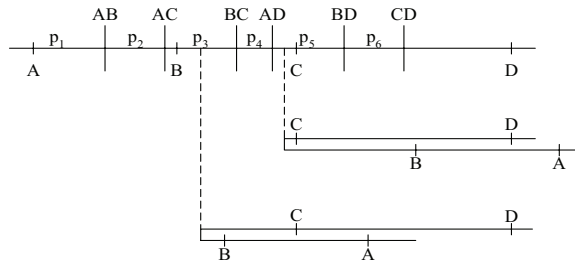 AB AC BC AD BD CD
p1 p2 p3 p4 p5 p6
A B C D
C D
B A
C D
B A